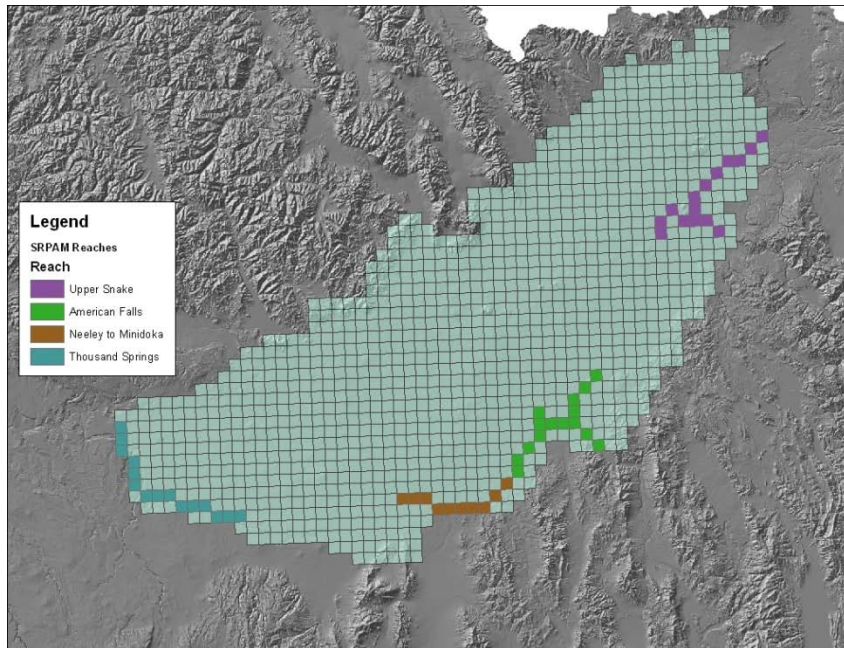 Legend
SRPAM Reaches
Reach
Upper Snake
American Falls
Neeley to Minidoka
Thousand Springs